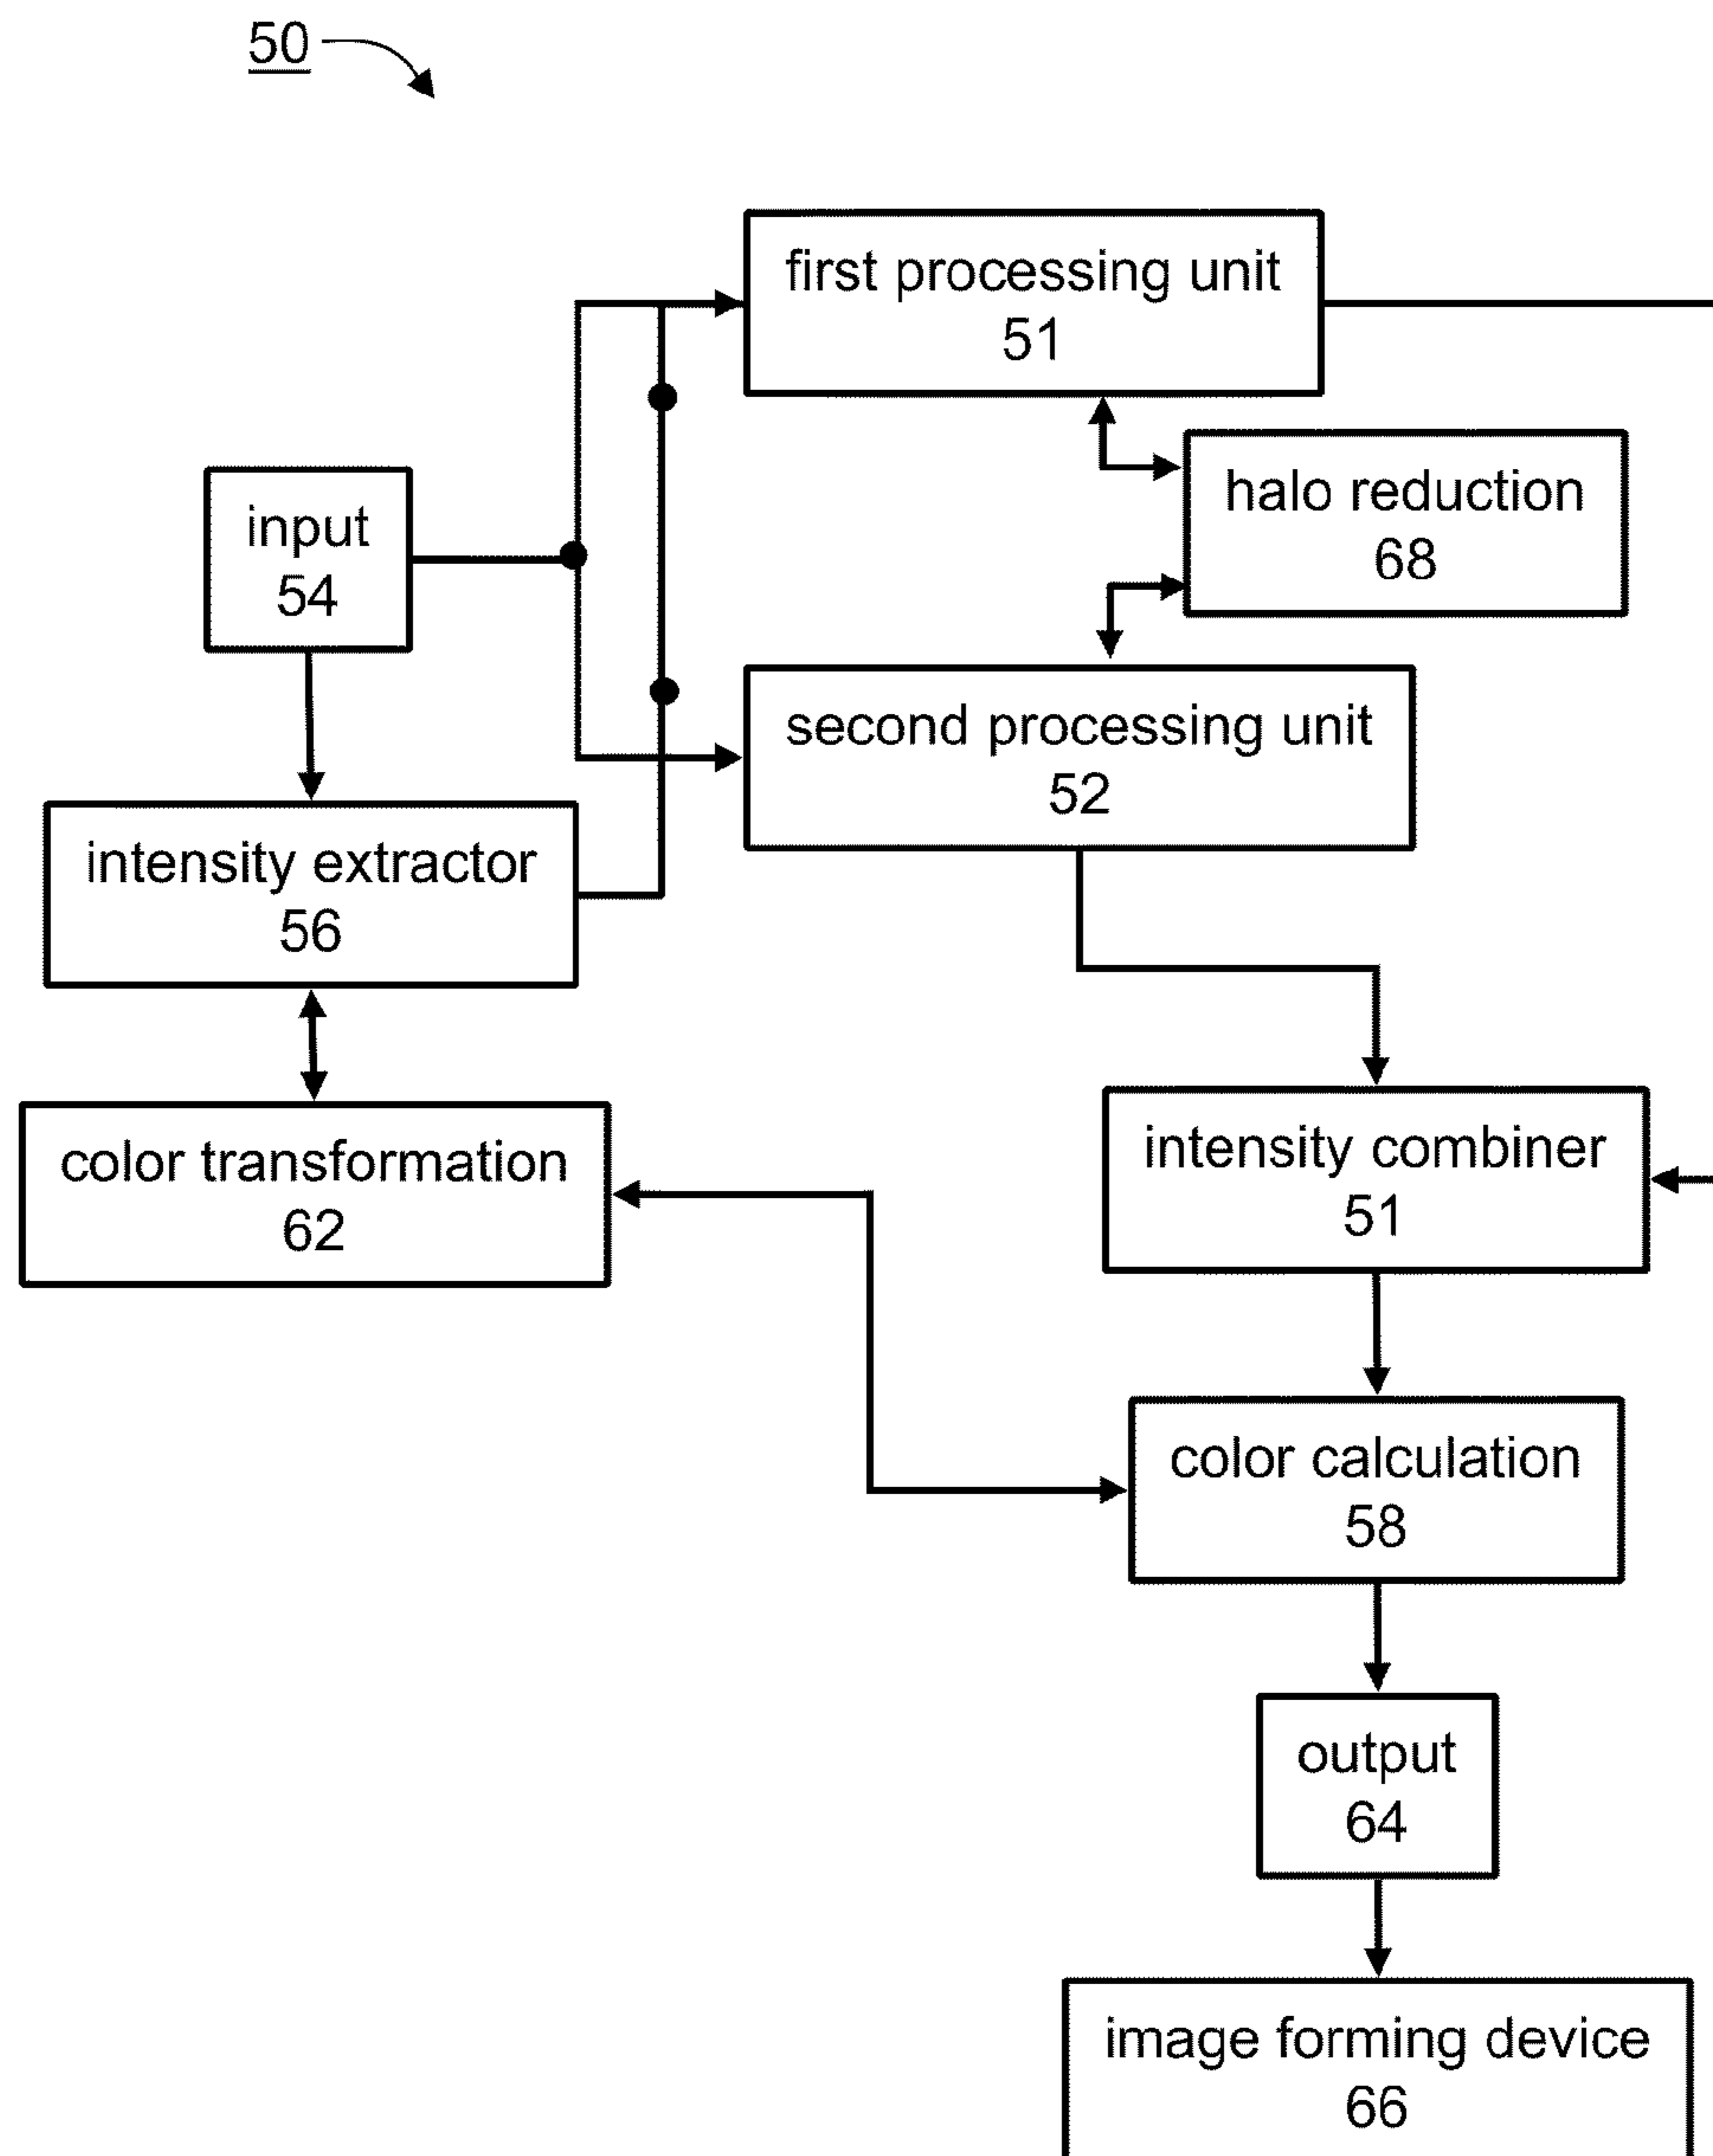 50
first processing unit
51
halo reduction
68
input
54
second processing unit
52
intensity extractor
56
intensity combiner
51
color transformation
62
color calculation
58
output
64
image forming device
66